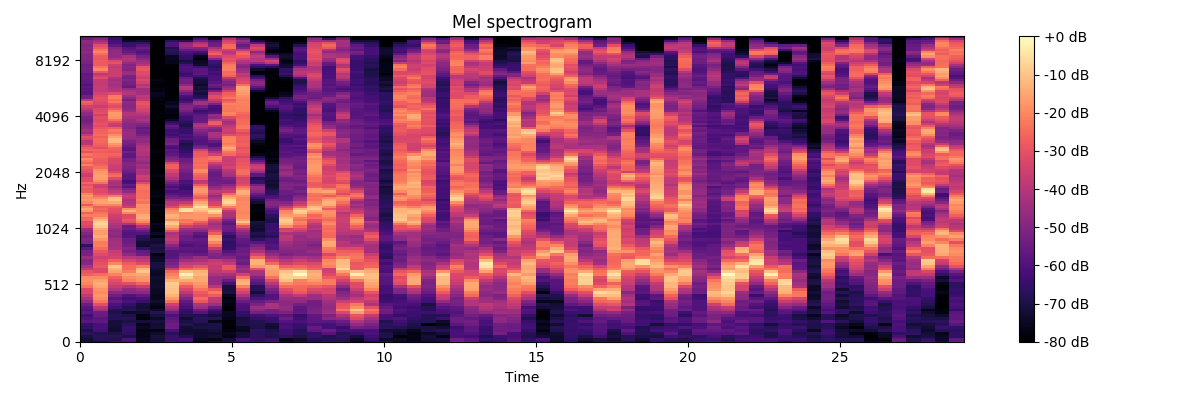 Mel spectrogram
8192
4096
2048
1024
512
0
Hz
0 5 10 15 20 25
Time
+0 dB
-10 dB
-20 dB
-30 dB
-40 dB
-50 dB
-60 dB
-70 dB
-80 dB